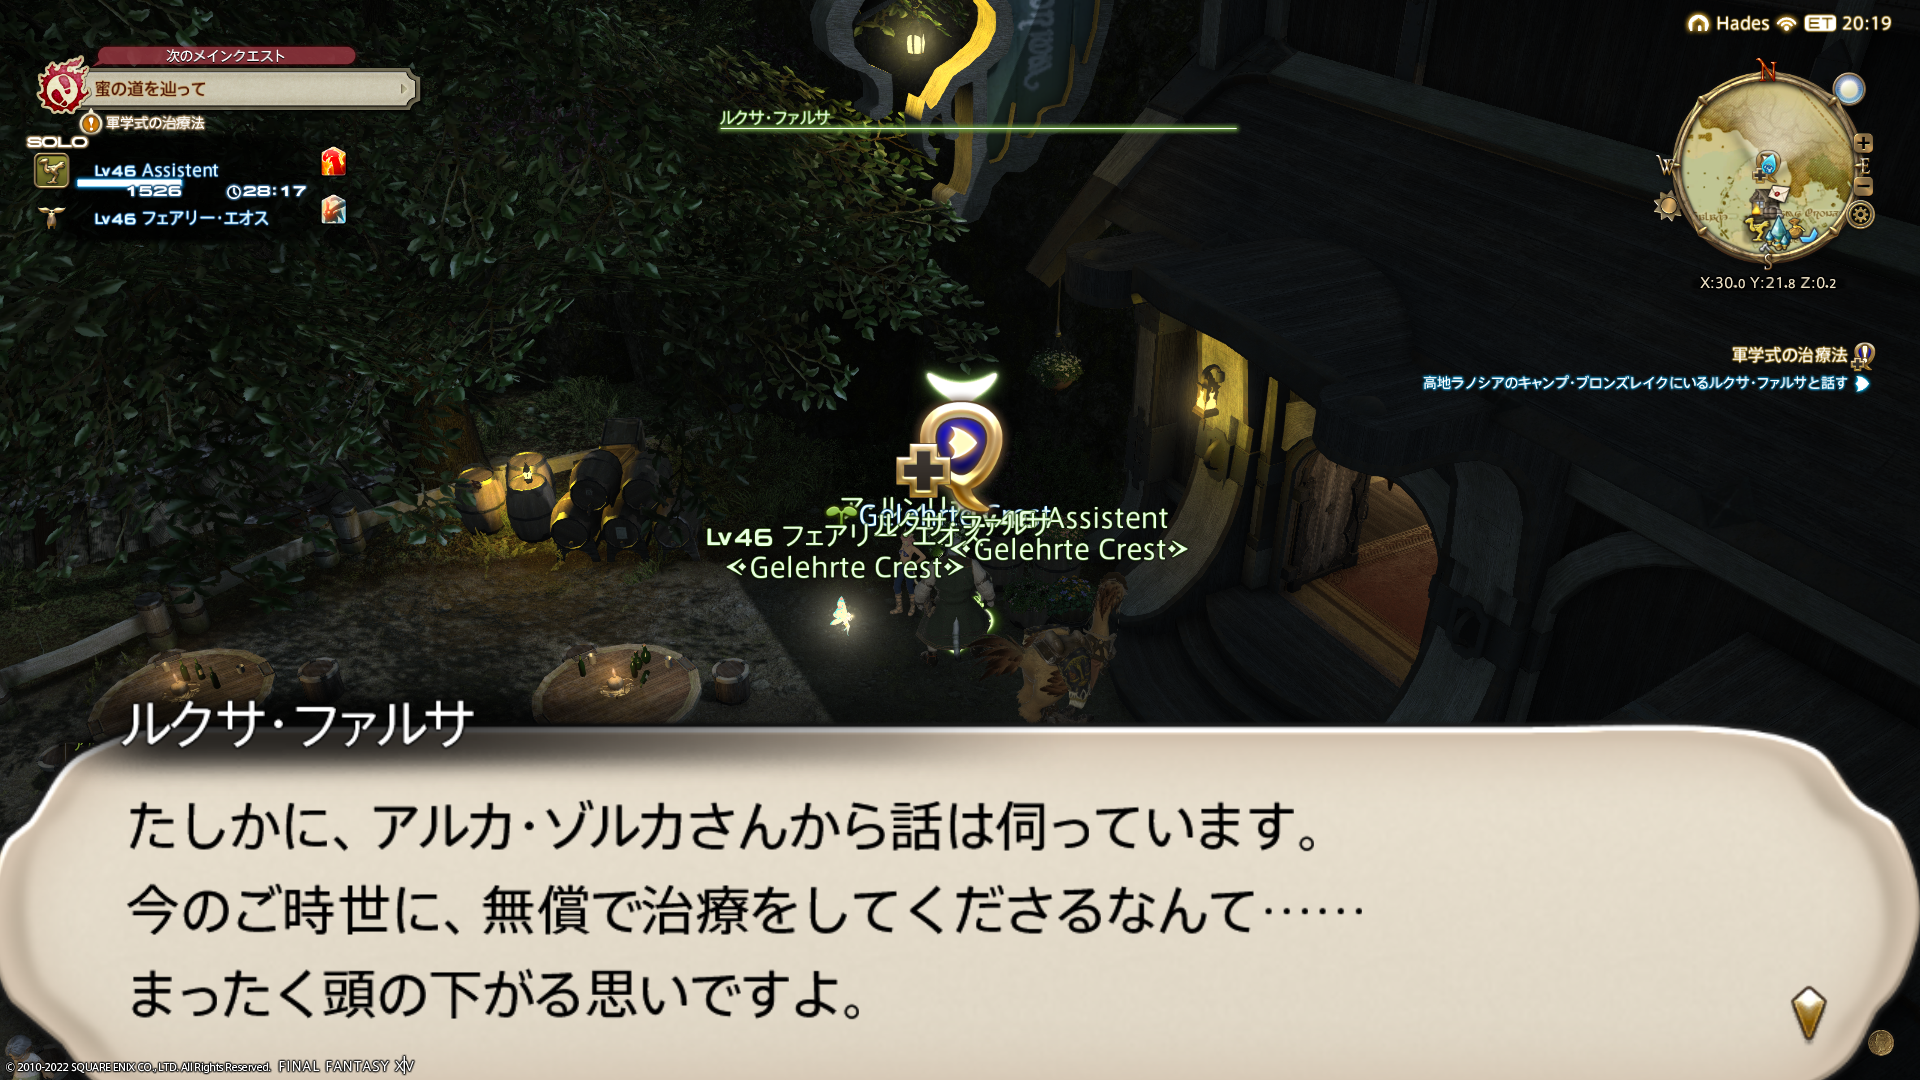 Hades ET 20:19
次のメインクエスト
蜜の道を辿って
軍学式の治療法
SOLO
Lv46 Assistent
1526 28:17
Lv46 フェアリー・エオス
ルクサ・ファルサ
N
W
E
S
X:30.0 Y:21.8 Z:0.2
軍学式の治療法
高地ラノシアのキャンプ・ブロンズレイクにいるルクサ・ファルサと話す
Assistent
Lv46 フェアリー・エオス
«Gelehrte Crest»
«Gelehrte Crest»
ルクサ・ファルサ
たしかに、アルカ・ゾルカさんから話は伺っています。
今のご時世に、無償で治療をしてくださるなんて……
まったく頭の下がる思いですよ。
© 2010-2022 SQUARE ENIX CO., LTD. All Rights Reserved. FINAL FANTASY XIV